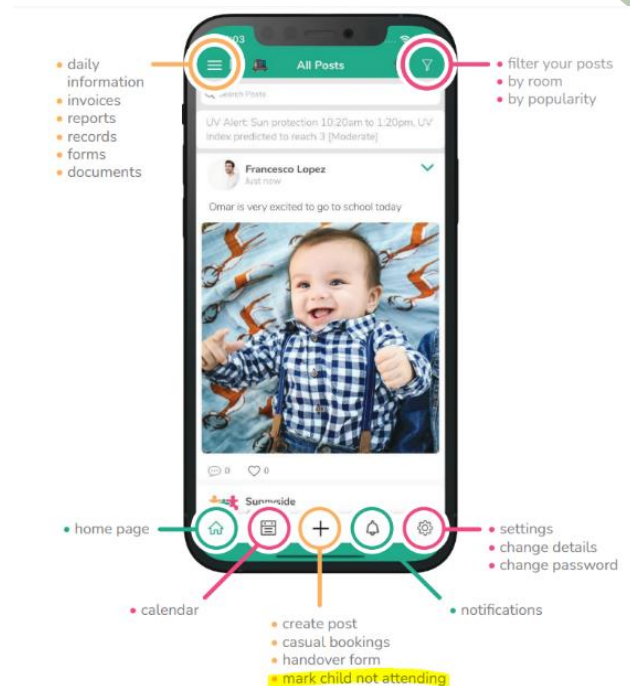 03
All Posts
• daily
information
• invoices
• reports
• records
• forms
• documents
• filter your posts
• by room
• by popularity
Search Posts
UV Alert: Sun protection 10:20am to 1:20pm, UV
Index predicted to reach 3 [Moderate]
Francesco Lopez
Just now
Omar is very excited to go to school today
0 0
Sunnyside
• home page
• settings
• change details
• change password
• calendar
• notifications
• create post
• casual bookings
• handover form
• mark child not attending